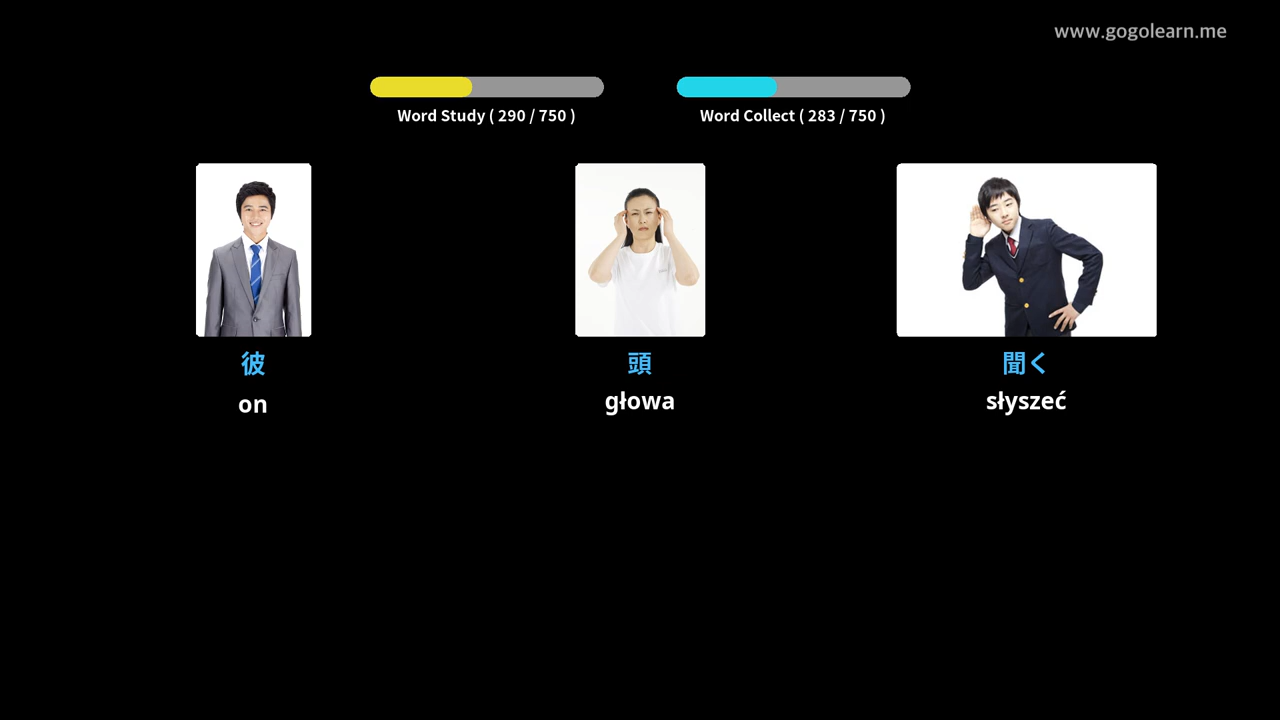 www.gogolearn.me
Word Study ( 290 / 750 )
Word Collect ( 283 / 750 )
彼
on
頭
głowa
聞く
słyszeć